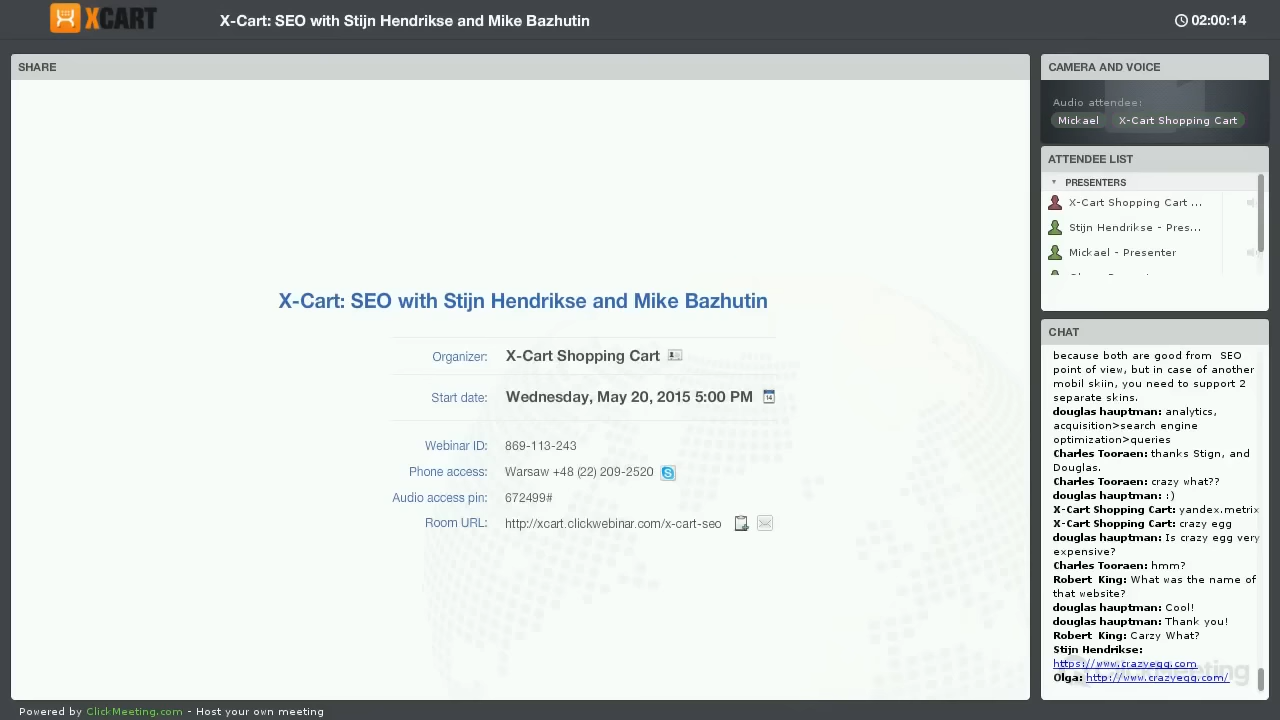 XCART
X-Cart: SEO with Stijn Hendrikse and Mike Bazhutin
02:00:14
SHARE
X-Cart: SEO with Stijn Hendrikse and Mike Bazhutin
Organizer: X-Cart Shopping Cart
Start date: Wednesday, May 20, 2015 5:00 PM
14
Webinar ID: 869-113-243
Phone access: Warsaw +48 (22) 209-2520
Audio access pin: 672499#
Room URL: http://xcart.clickwebinar.com/x-cart-seo
CAMERA AND VOICE
Audio attendee:
Mickael X-Cart Shopping Cart
ATTENDEE LIST
PRESENTERS
X-Cart Shopping Cart ...
Stijn Hendrikse - Pres...
Mickael - Presenter
CHAT
because both are good from SEO
point of view, but in case of another
mobil skiin, you need to support 2
separate skins.
douglas hauptman: analytics,
acquisition>search engine
optimization>queries
Charles Tooraen: thanks Stign, and
Douglas.
Charles Tooraen: crazy what??
douglas hauptman: :)
X-Cart Shopping Cart: yandex.metrix
X-Cart Shopping Cart: crazy egg
douglas hauptman: Is crazy egg very
expensive?
Charles Tooraen: hmm?
Robert King: What was the name of
that website?
douglas hauptman: Cool!
douglas hauptman: Thank you!
Robert King: Carzy What?
Stijn Hendrikse:
https://www.crazyegg.com
Olga: http://www.crazyegg.com/
Powered by ClickMeeting.com - Host your own meeting